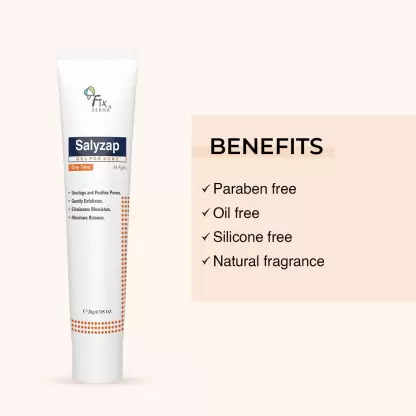 Fix
DERMA
Salyzap
GEL FOR ACNE
Day Time
All Ages
• Unclogs and Purifies Pores.
• Gently Exfoliates.
• Eliminates Blemishes.
• Moisture Balance.
BENEFITS
✓ Paraben free
✓ Oil free
✓ Silicone free
✓ Natural fragrance